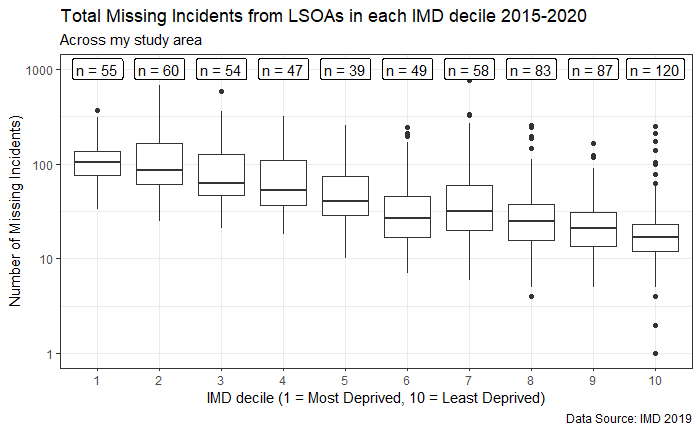 Total Missing Incidents from LSOAs in each IMD decile 2015-2020
Across my study area
n = 55 n = 60 n = 54 n = 47 n = 39 n = 49 n = 58 n = 83 n = 87 n = 120
1000
100
10
1
Number of Missing Incidents)
1 2 3 4 5 6 7 8 9 10
IMD decile (1 = Most Deprived, 10 = Least Deprived)
Data Source: IMD 2019